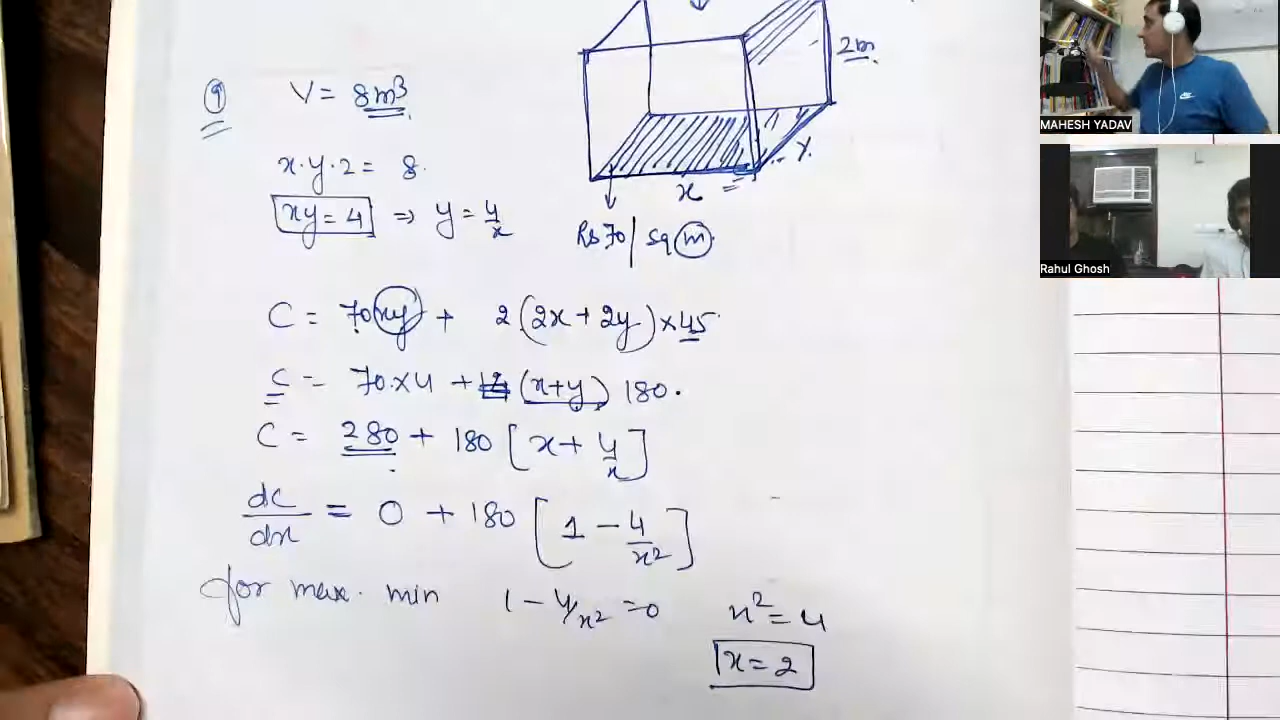 2m.
9
V = 8m³.
x·y·2 = 8.
xy = 4 ⇒ y = 4/x
x
Rs 70 | sq m.
C = 70xy + 2(2x + 2y) × 45.
C = 70×4 + (x+y) 180.
C = 280 + 180 [x + 4/x]
dc/dx = 0 + 180 [1 - 4/x²]
for max. min 1 - 4/x² = 0 x² = 4
x = 2
MAHESH YADAV
Rahul Ghosh